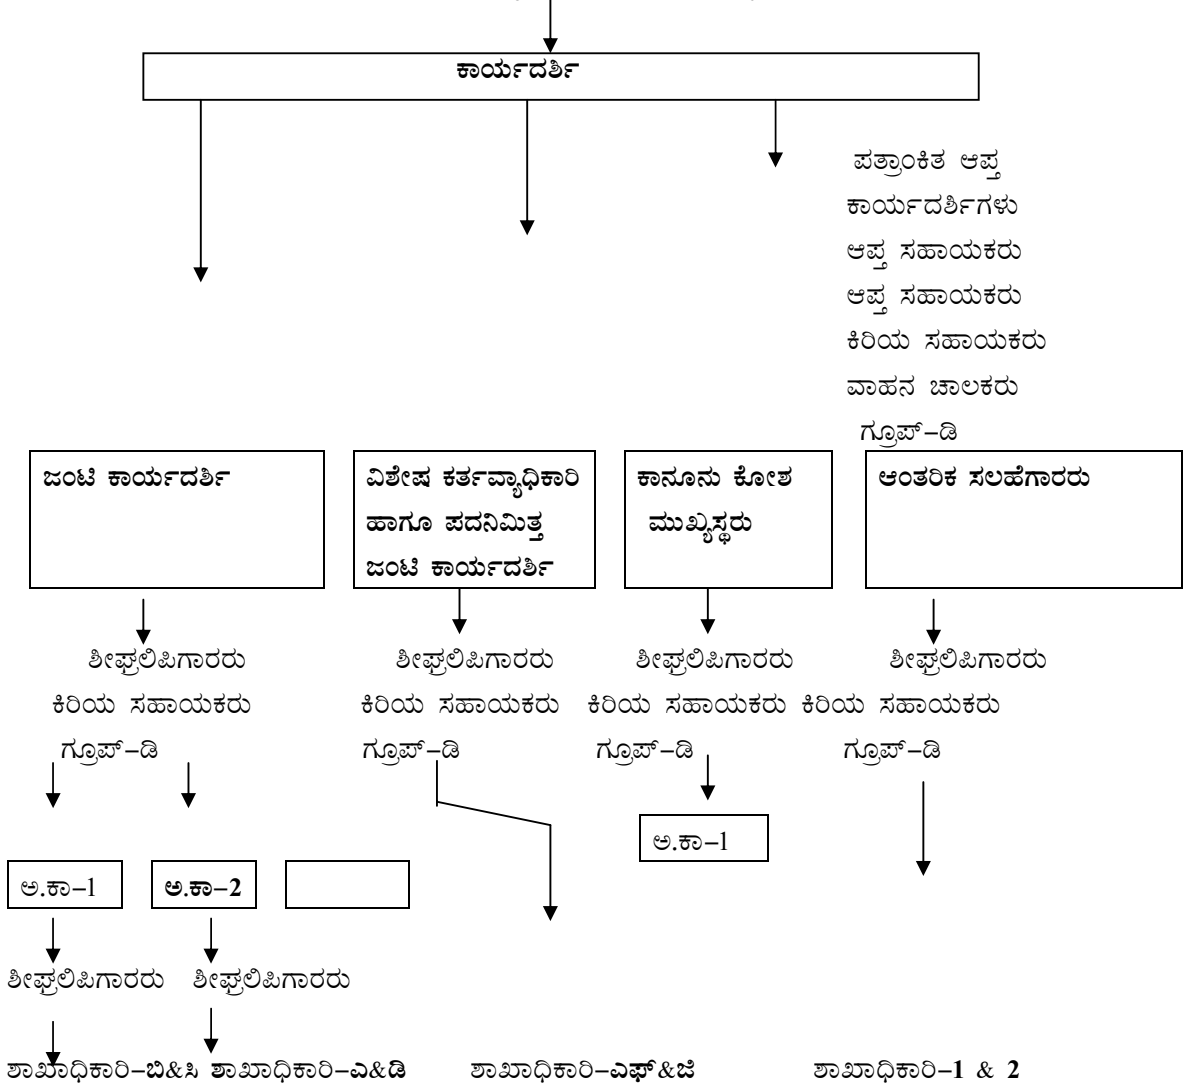 ಕಾರ್ಯದರ್ಶಿ
ಪತ್ರಾಂಕಿತ ಆಪ್ತ
ಕಾರ್ಯದರ್ಶಿಗಳು
ಆಪ್ತ ಸಹಾಯಕರು
ಆಪ್ತ ಸಹಾಯಕರು
ಕಿರಿಯ ಸಹಾಯಕರು
ವಾಹನ ಚಾಲಕರು
ಗ್ರೂಪ್–ಡಿ
ಜಂಟಿ ಕಾರ್ಯದರ್ಶಿ
ವಿಶೇಷ ಕರ್ತವ್ಯಾಧಿಕಾರಿ
ಹಾಗೂ ಪದನಿಮಿತ್ತ
ಜಂಟಿ ಕಾರ್ಯದರ್ಶಿ
ಕಾನೂನು ಕೋಶ
ಮುಖ್ಯಸ್ಥರು
ಆಂತರಿಕ ಸಲಹೆಗಾರರು
ಶೀಘ್ರಲಿಪಿಗಾರರು ಶೀಘ್ರಲಿಪಿಗಾರರು ಶೀಘ್ರಲಿಪಿಗಾರರು ಶೀಘ್ರಲಿಪಿಗಾರರು
ಕಿರಿಯ ಸಹಾಯಕರು ಕಿರಿಯ ಸಹಾಯಕರು ಕಿರಿಯ ಸಹಾಯಕರು ಕಿರಿಯ ಸಹಾಯಕರು
ಗ್ರೂಪ್–ಡಿ ಗ್ರೂಪ್–ಡಿ ಗ್ರೂಪ್–ಡಿ ಗ್ರೂಪ್–ಡಿ
ಅ.ಕಾ–1
ಅ.ಕಾ–1 ಅ.ಕಾ–2
ಶೀಘ್ರಲಿಪಿಗಾರರು ಶೀಘ್ರಲಿಪಿಗಾರರು
ಶಾಖಾಧಿಕಾರಿ–ಬಿ&ಸಿ ಶಾಖಾಧಿಕಾರಿ–ಎ&ಡಿ ಶಾಖಾಧಿಕಾರಿ–ಎಫ್&ಜಿ ಶಾಖಾಧಿಕಾರಿ–1 & 2